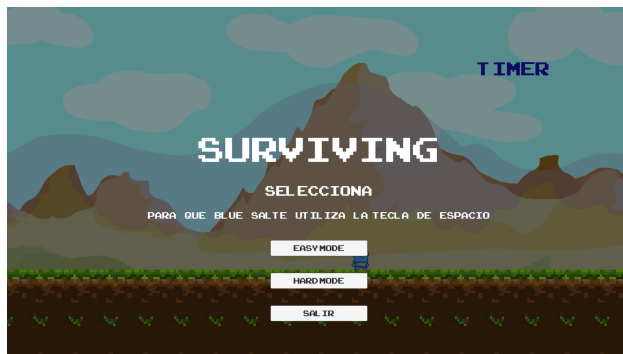 TIMER
SURVIVING
SELECCIONA
PARA QUE BLUE SALTE UTILIZA LA TECLA DE ESPACIO
EASY MODE
HARD MODE
SALIR